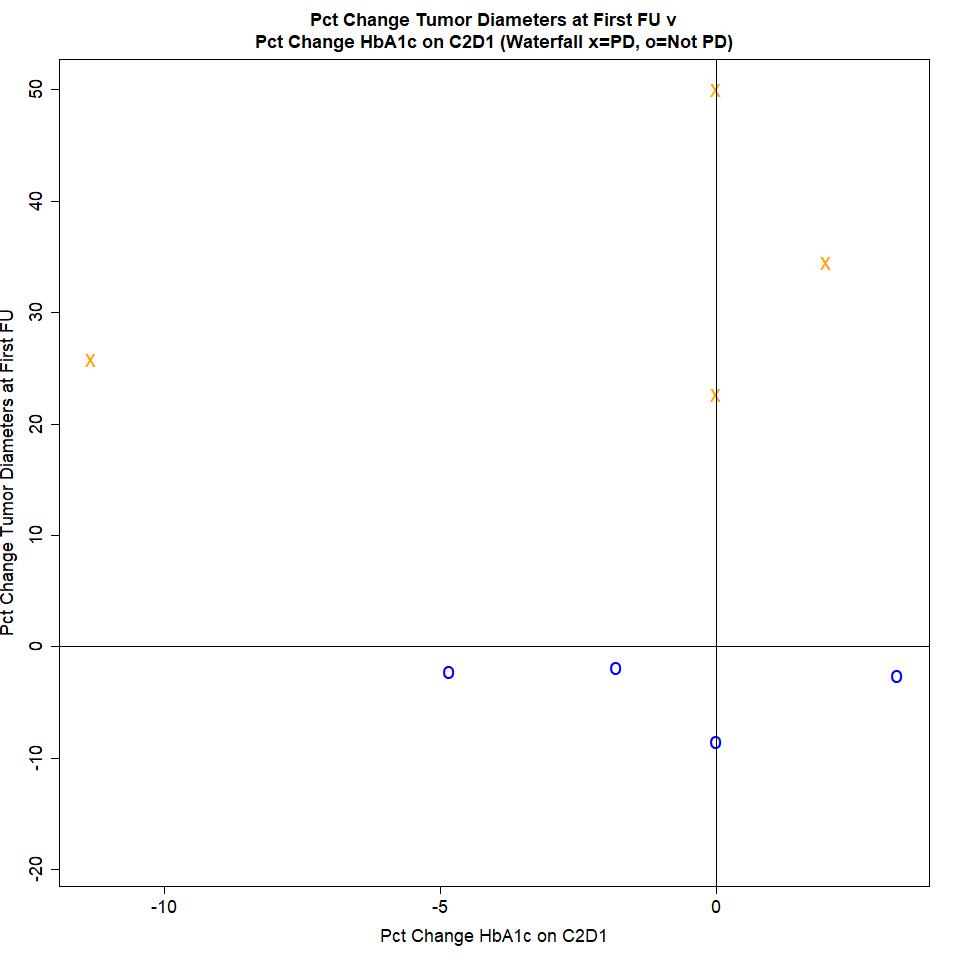 Pct Change Tumor Diameters at First FU v
Pct Change HbA1c on C2D1 (Waterfall x=PD, o=Not PD)
Pct Change Tumor Diameters at First FU
50
40
30
20
10
0
-10
-20
X
X
X
X
O
O
O
O
-10
-5
0
Pct Change HbA1c on C2D1